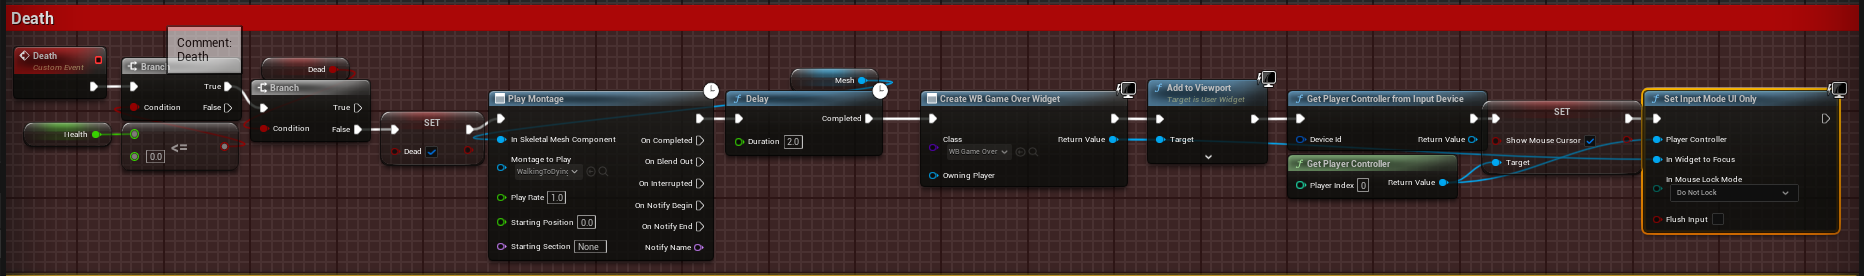 Death
Death
Custom Event
Comment:
Death
Branch
True
Condition
False
Health
0.0
<=
Dead
Branch
True
Condition
False
SET
Dead
Play Montage
In Skeletal Mesh Component
On Completed
Montage to Play
On Blend Out
On Interrupted
Play Rate
1.0
On Notify Begin
Starting Position
0.0
On Notify End
Starting Section
None
Notify Name
Mesh
Delay
Completed
Duration
2.0
Create WB Game Over Widget
Class
Return Value
WB Game Over
Owning Player
Add to Viewport
Target is User Widget
Target
Get Player Controller from Input Device
Device Id
Return Value
Get Player Controller
Player Index
0
Return Value
SET
Show Mouse Cursor
Target
Set Input Mode UI Only
Player Controller
In Widget to Focus
In Mouse Lock Mode
Do Not Lock
Flush Input